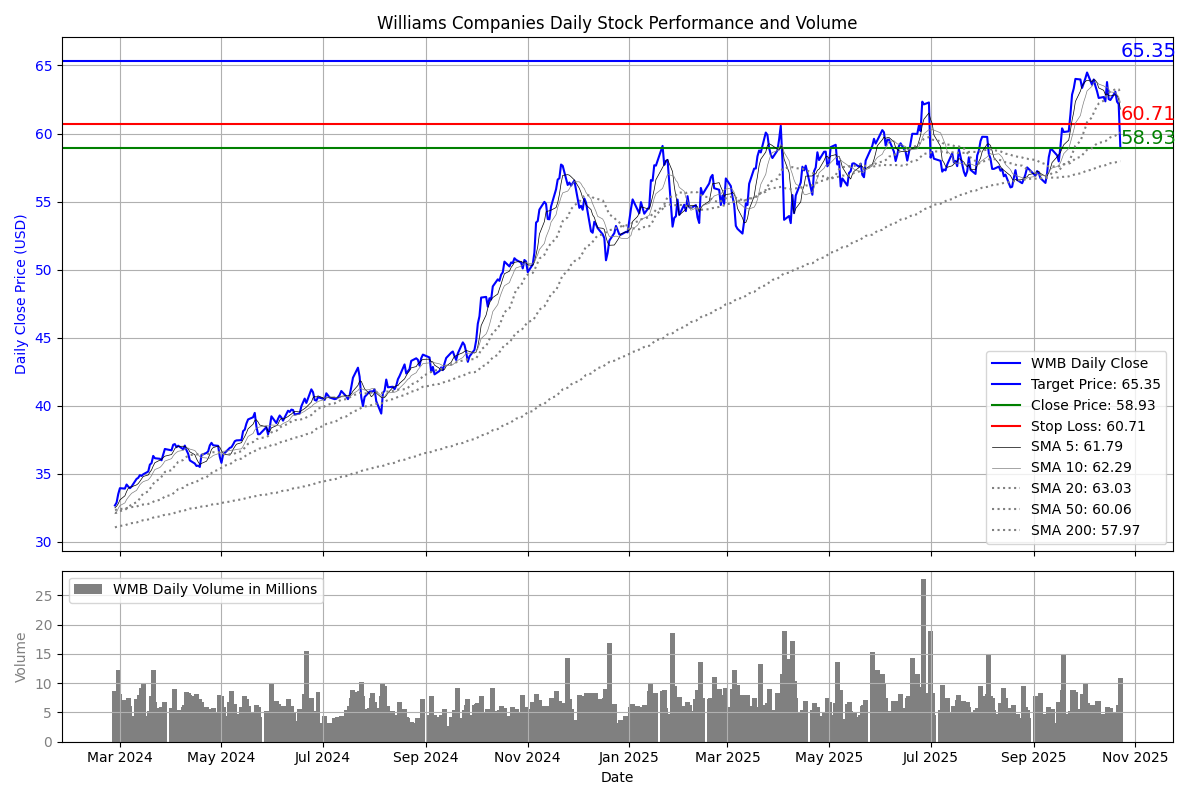 Williams Companies Daily Stock Performance and Volume
Daily Close Price (USD)
65
60
55
50
45
40
35
30
65.35
60.71
58.93
WMB Daily Close
Target Price: 65.35
Close Price: 58.93
Stop Loss: 60.71
SMA 5: 61.79
SMA 10: 62.29
SMA 20: 63.03
SMA 50: 60.06
SMA 200: 57.97
Volume
25
20
15
10
5
0
WMB Daily Volume in Millions
Mar 2024 May 2024 Jul 2024 Sep 2024 Nov 2024 Jan 2025 Mar 2025 May 2025 Jul 2025 Sep 2025 Nov 2025
Date